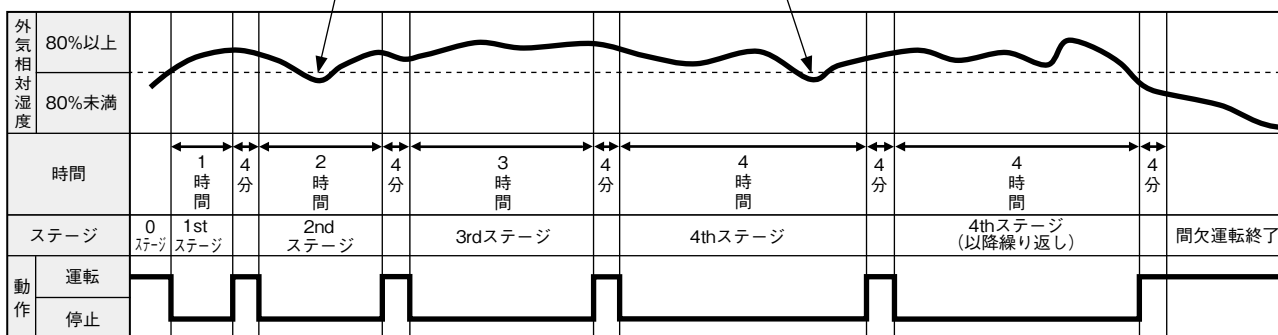 外気相対湿度
80%以上
80%未満
時間
1時間
4分
2時間
4分
3時間
4分
4時間
4分
4時間
4分
ステージ
0
ステージ
1st
ステージ
2nd
ステージ
3rdステージ
4thステージ
4thステージ
(以降繰り返し)
間欠運転終了
動作
運転
停止